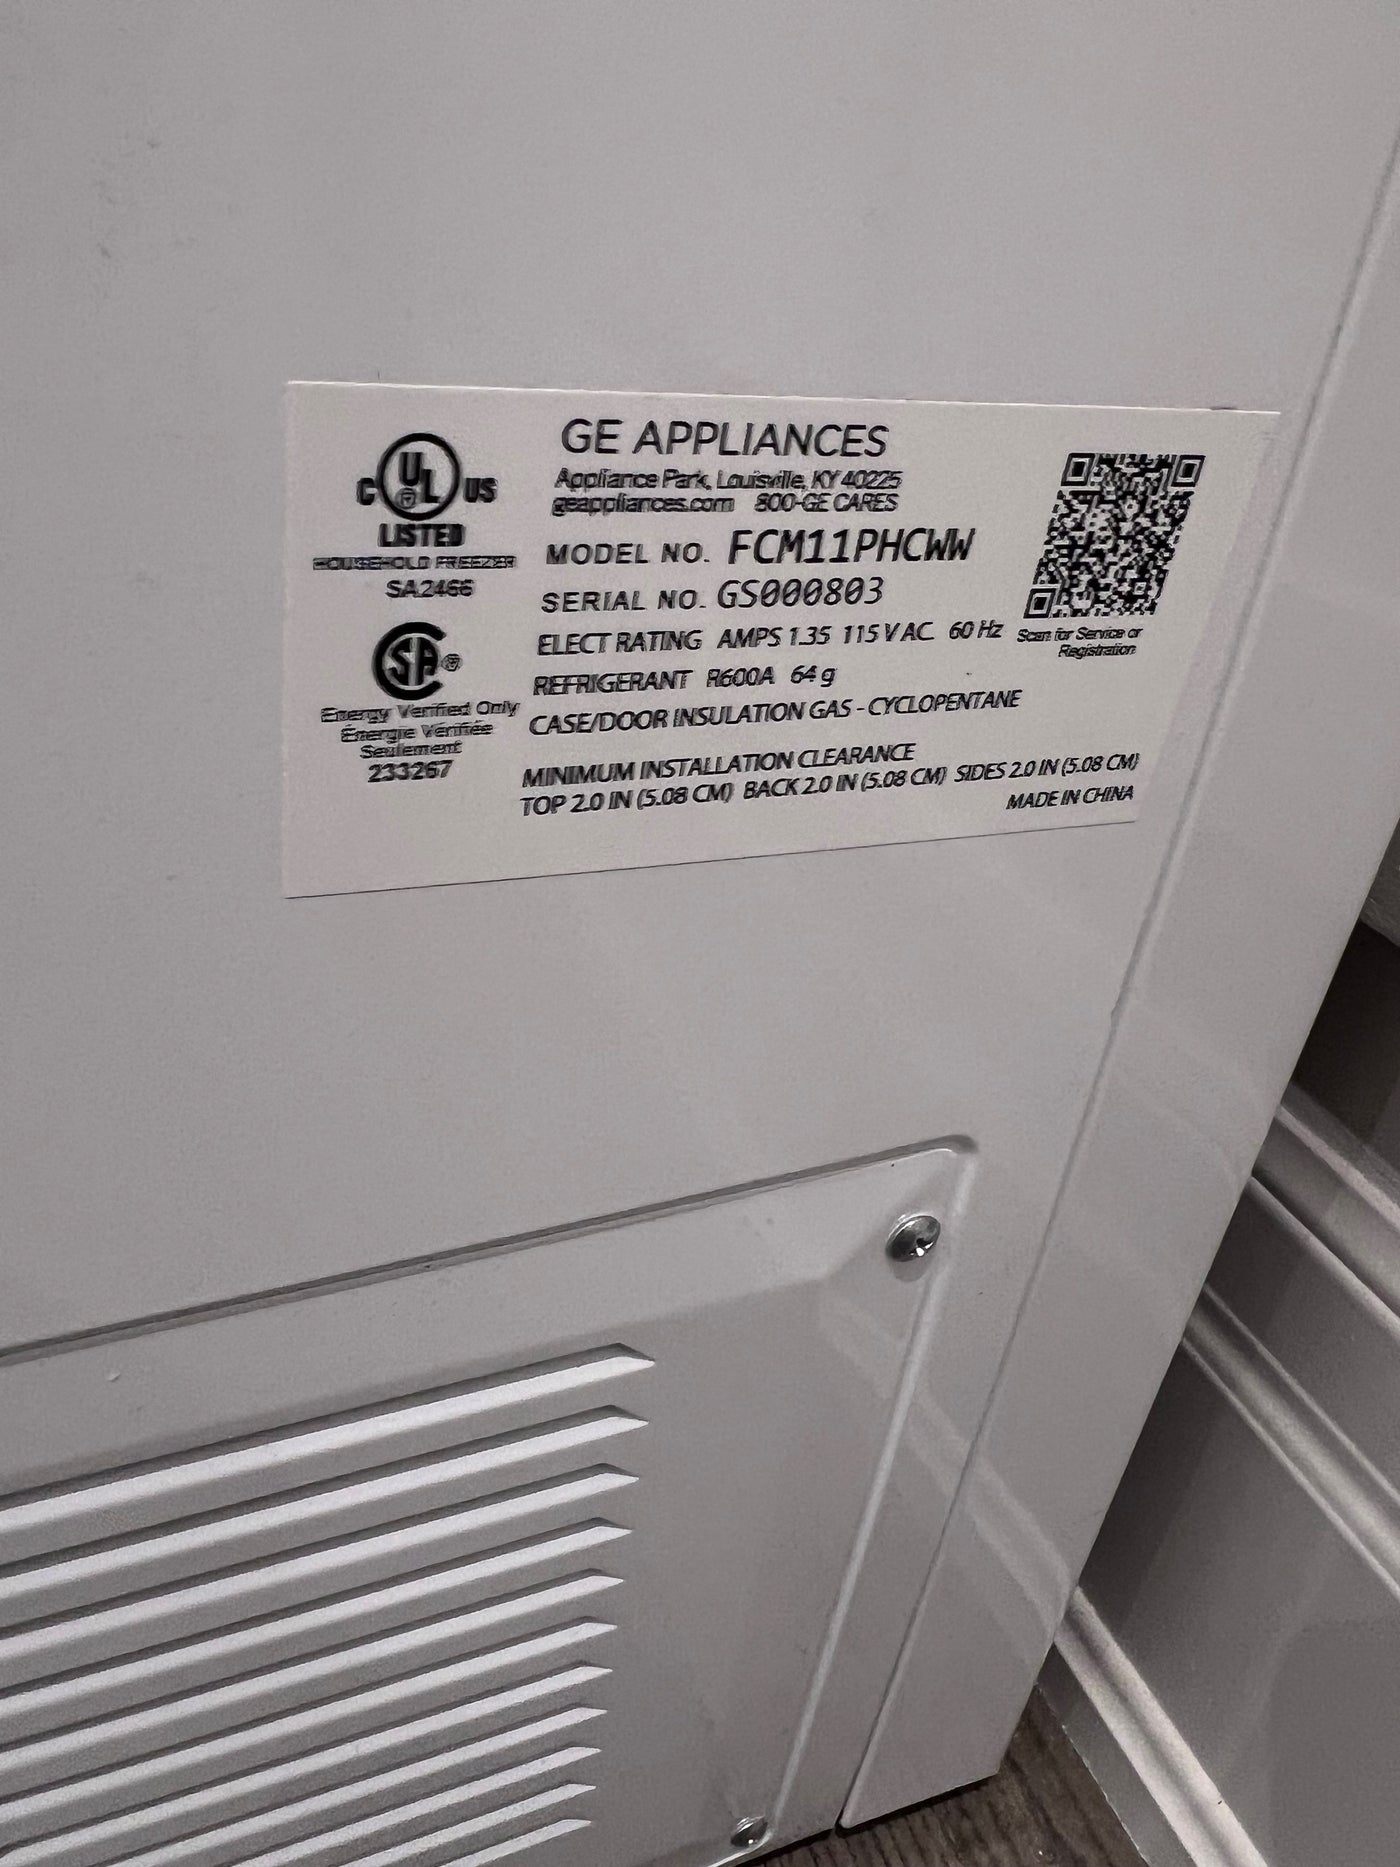 C UL US
LISTED
HOUSEHOLD FREEZER
SA2466
SA ®
Energy Verified Only
Énergie Vérifiée
Seulement
233267
GE APPLIANCES
Appliance Park, Louisville, KY 40225
geappliances.com 800-GE CARES
MODEL NO. FCM11PHCWW
SERIAL NO. GS000803
ELECT RATING AMPS 1.35 115 V AC 60 Hz
REFRIGERANT R600A 64 g
CASE/DOOR INSULATION GAS - CYCLOPENTANE
MINIMUM INSTALLATION CLEARANCE
TOP 2.0 IN (5.08 CM) BACK 2.0 IN (5.08 CM) SIDES 2.0 IN (5.08 CM)
MADE IN CHINA
Scan for Service or
Registration